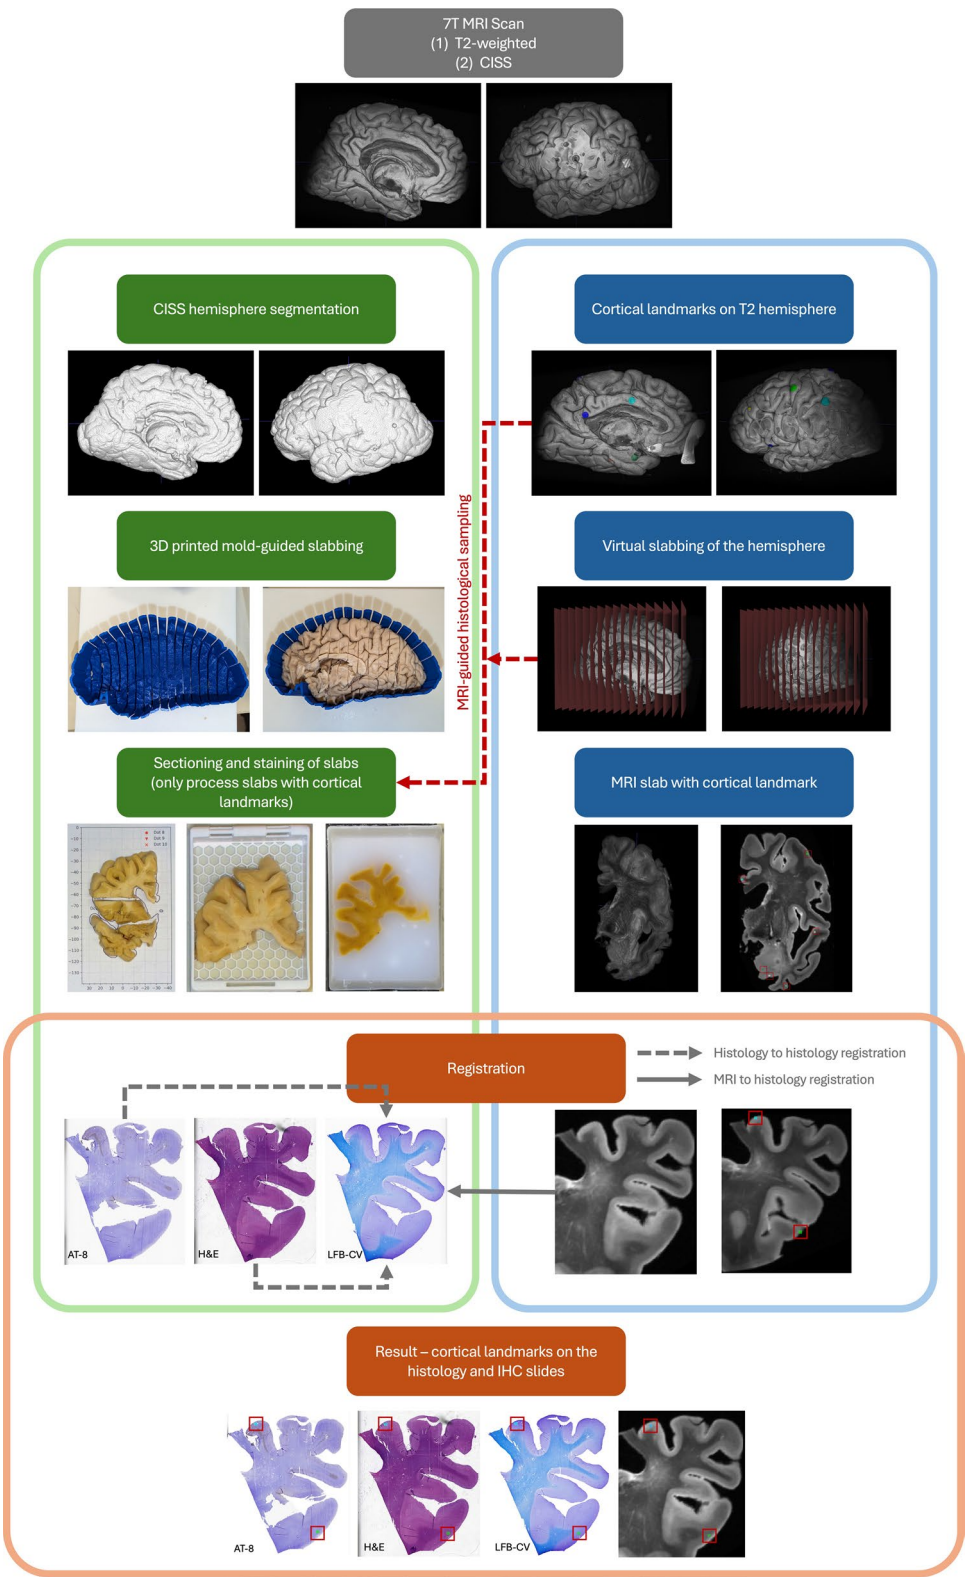 7T MRI Scan
(1) T2-weighted
(2) CISS
CISS hemisphere segmentation
Cortical landmarks on T2 hemisphere
MRI-guided histological sampling
3D printed mold-guided slabbing
Virtual slabbing of the hemisphere
Sectioning and staining of slabs
(only process slabs with cortical
landmarks)
MRI slab with cortical landmark
Registration
Histology to histology registration
MRI to histology registration
AT-8
H&E
LFB-CV
Result – cortical landmarks on the
histology and IHC slides
AT-8
H&E
LFB-CV